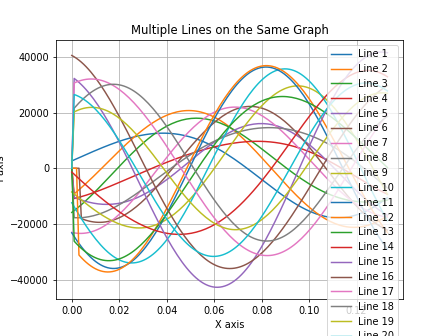 Multiple Lines on the Same Graph
40000
20000
0
−20000
−40000
0.00
0.02
0.04
0.06
0.08
0.10
X axis
axis
Line 1
Line 2
Line 3
Line 4
Line 5
Line 6
Line 7
Line 8
Line 9
Line 10
Line 11
Line 12
Line 13
Line 14
Line 15
Line 16
Line 17
Line 18
Line 19
Line 20